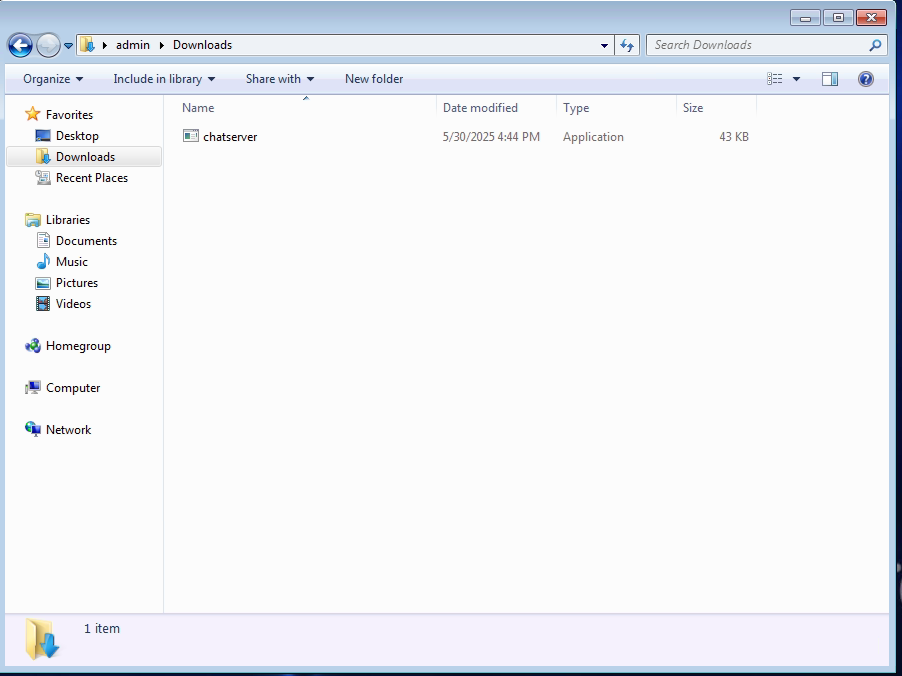 admin Downloads
Search Downloads
Organize Include in library Share with New folder
Name Date modified Type Size
chatserver 5/30/2025 4:44 PM Application 43 KB
Favorites
Desktop
Downloads
Recent Places
Libraries
Documents
Music
Pictures
Videos
Homegroup
Computer
Network
1 item